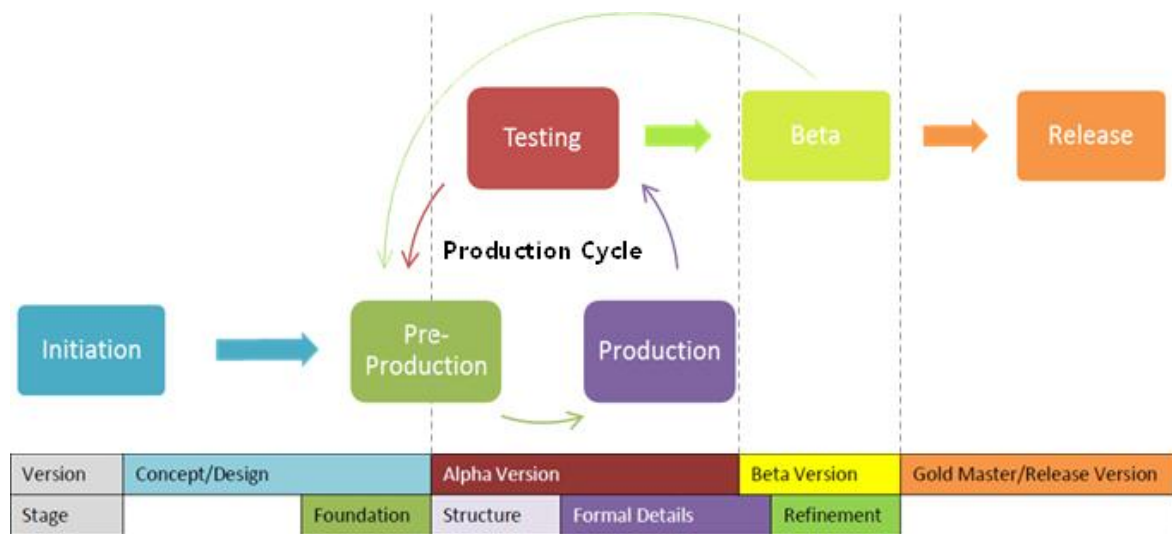 Testing
Beta
Release
Production Cycle
Initiation
Pre-
Production
Production
Version
Concept/Design
Alpha Version
Beta Version
Gold Master/Release Version
Stage
Foundation
Structure
Formal Details
Refinement